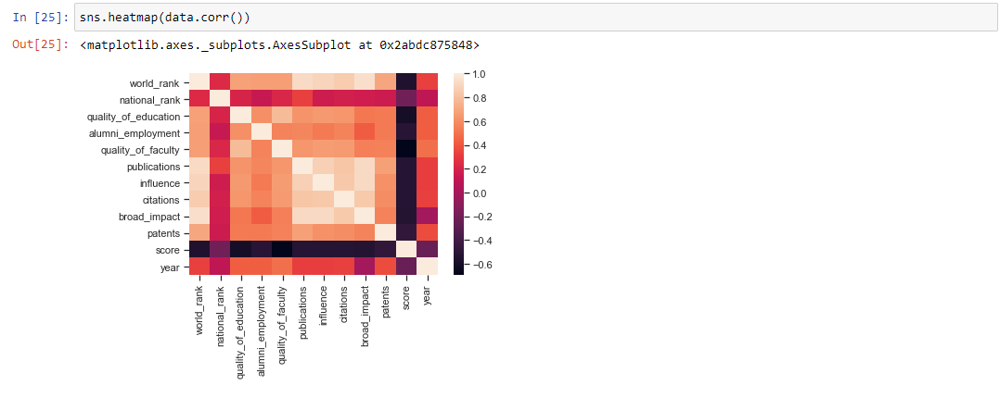 In [25]: sns.heatmap(data.corr())
Out[25]: <matplotlib.axes._subplots.AxesSubplot at 0x2abdc875848>
world_rank
national_rank
quality_of_education
alumni_employment
quality_of_faculty
publications
influence
citations
broad_impact
patents
score
year
world_rank
national_rank
quality_of_education
alumni_employment
quality_of_faculty
publications
influence
citations
broad_impact
patents
score
year
1.0
0.8
0.6
0.4
0.2
0.0
−0.2
−0.4
−0.6